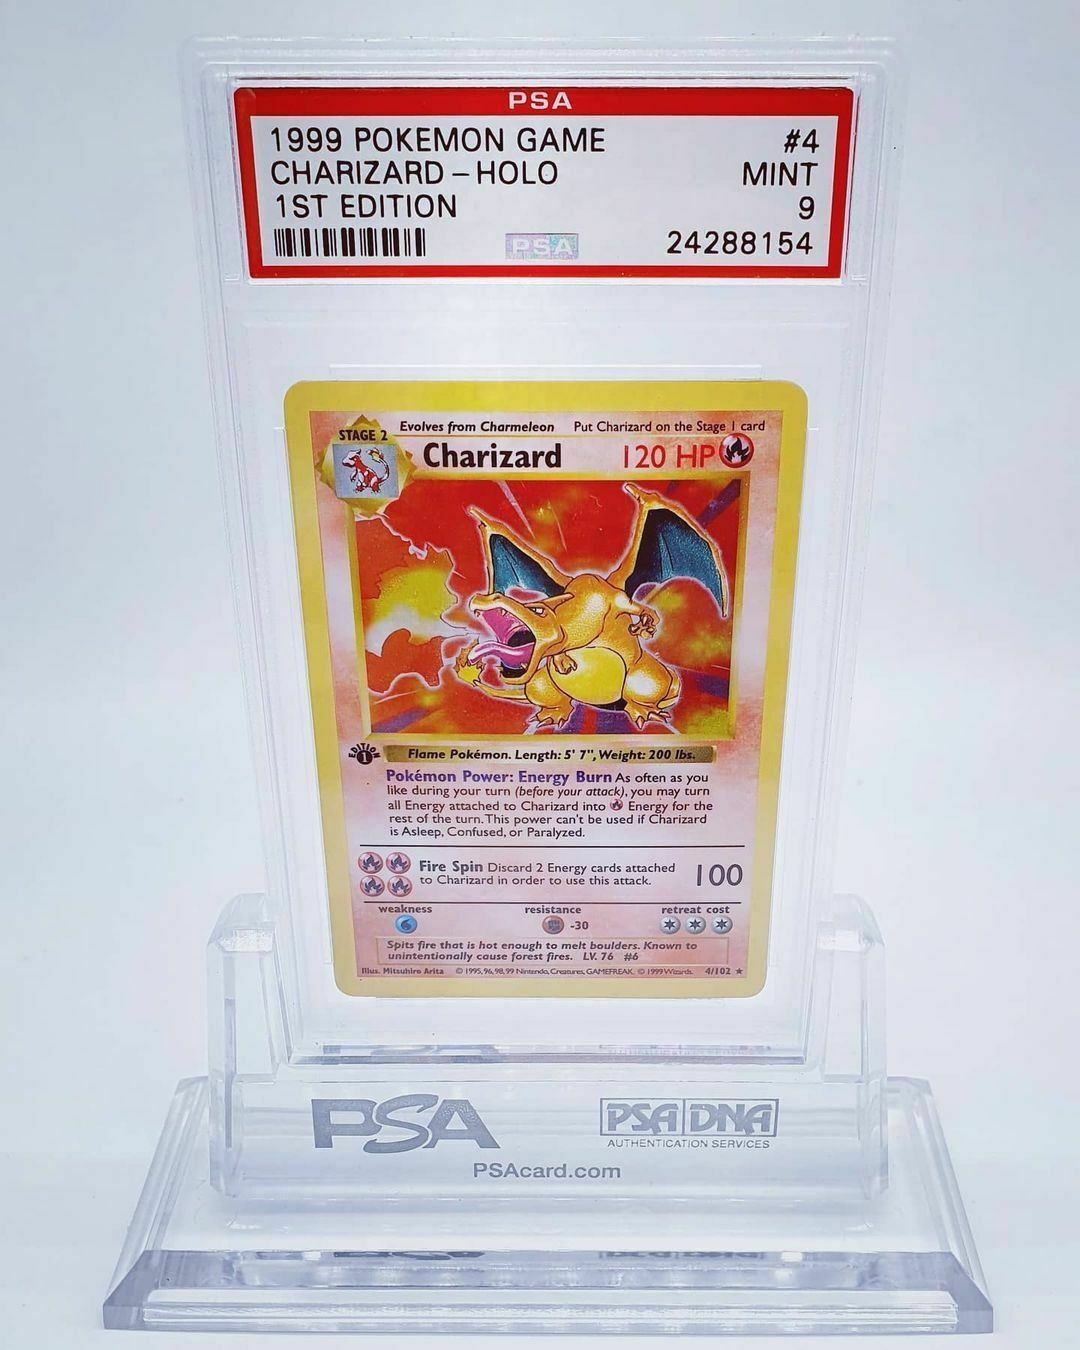 PSA
1999 POKEMON GAME #4
CHARIZARD – HOLO MINT
1ST EDITION 9
PSA 24288154
Evolves from Charmeleon Put Charizard on the Stage 1 card
STAGE 2
Charizard 120 HP
EDITION 1
Flame Pokémon. Length: 5' 7", Weight: 200 lbs.
Pokémon Power: Energy Burn As often as you
like during your turn (before your attack), you may turn
all Energy attached to Charizard into Energy for the
rest of the turn. This power can't be used if Charizard
is Asleep, Confused, or Paralyzed.
Fire Spin Discard 2 Energy cards attached
to Charizard in order to use this attack. 100
weakness resistance retreat cost
-30
Spits fire that is hot enough to melt boulders. Known to
unintentionally cause forest fires. LV. 76 #6
Illus. Mitsuhiro Arita © 1995, 96, 98, 99 Nintendo, Creatures, GAMEFREAK. © 1999 Wizards. 4/102 ★
PSA PSA DNA
AUTHENTICATION SERVICES
PSAcard.com